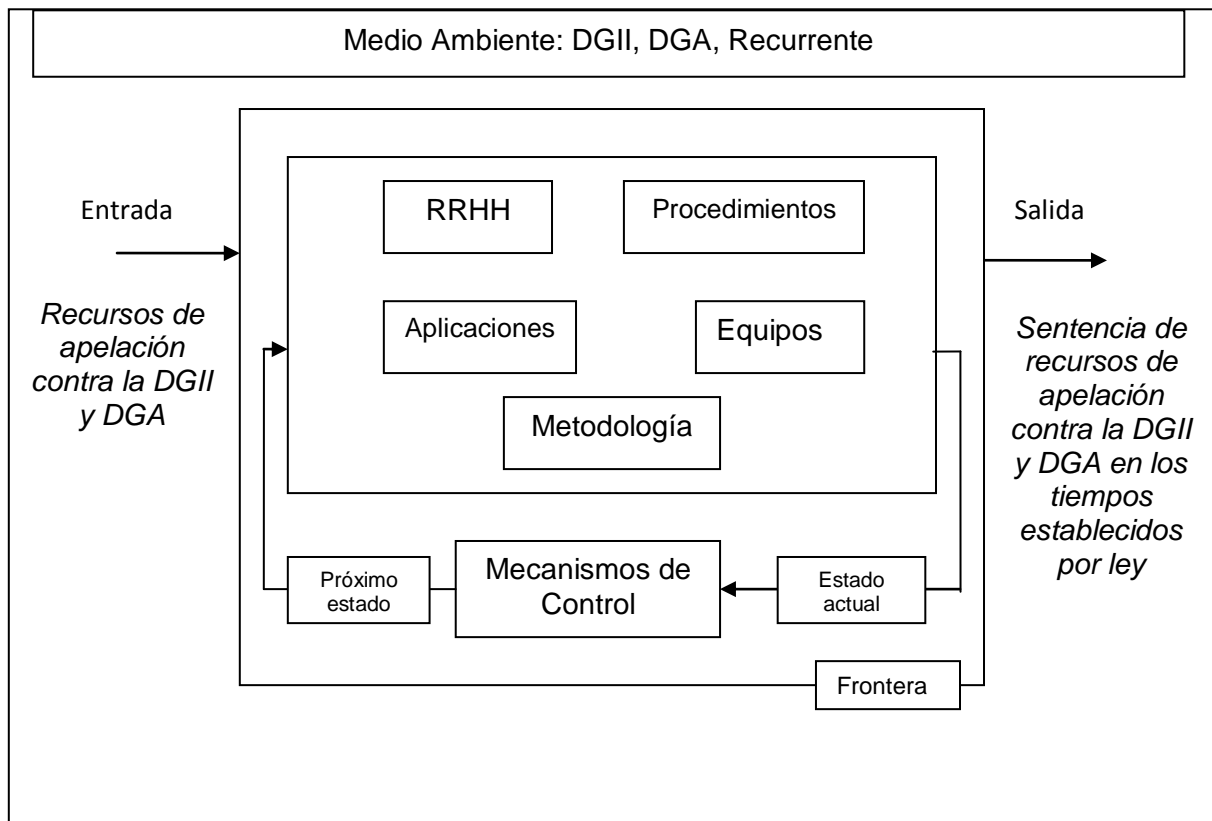 Medio Ambiente: DGII, DGA, Recurrente
Entrada
Recursos de
apelación
contra la DGII
y DGA
RRHH
Procedimientos
Aplicaciones
Equipos
Metodología
Próximo
estado
Mecanismos de
Control
Estado
actual
Frontera
Salida
Sentencia de
recursos de
apelación
contra la DGII
y DGA en los
tiempos
establecidos
por ley